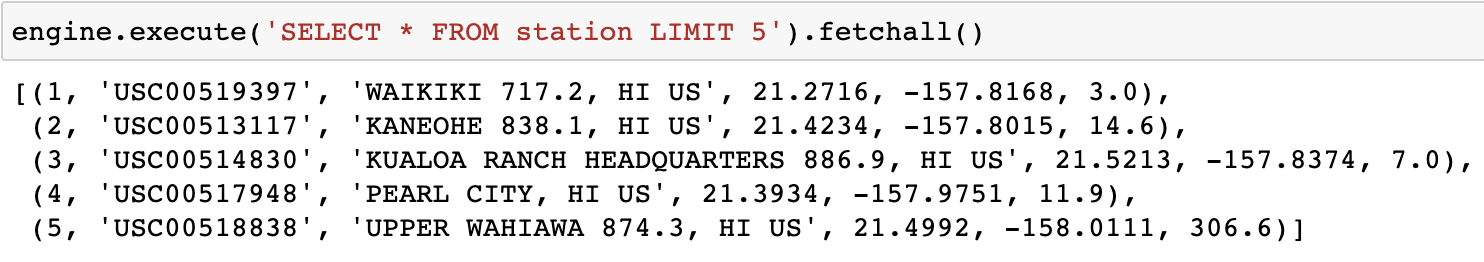 engine.execute('SELECT * FROM station LIMIT 5').fetchall()
[(1, 'USC00519397', 'WAIKIKI 717.2, HI US', 21.2716, -157.8168, 3.0),
(2, 'USC00513117', 'KANEOHE 838.1, HI US', 21.4234, -157.8015, 14.6),
(3, 'USC00514830', 'KUALOA RANCH HEADQUARTERS 886.9, HI US', 21.5213, -157.8374, 7.0),
(4, 'USC00517948', 'PEARL CITY, HI US', 21.3934, -157.9751, 11.9),
(5, 'USC00518838', 'UPPER WAHIAWA 874.3, HI US', 21.4992, -158.0111, 306.6)]